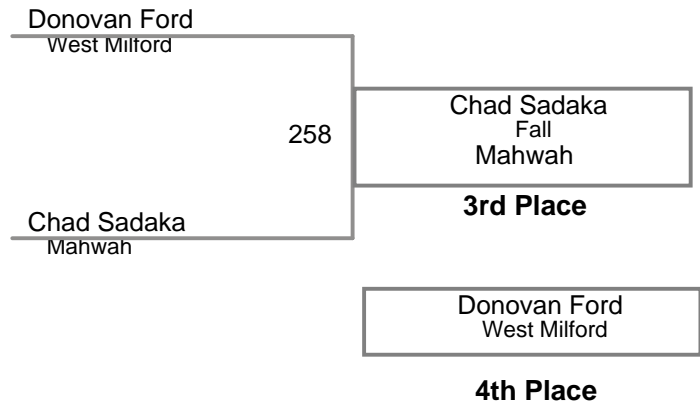 Donovan Ford
West Milford
258
Chad Sadaka
Fall
Mahwah
3rd Place
Chad Sadaka
Mahwah
Donovan Ford
West Milford
4th Place